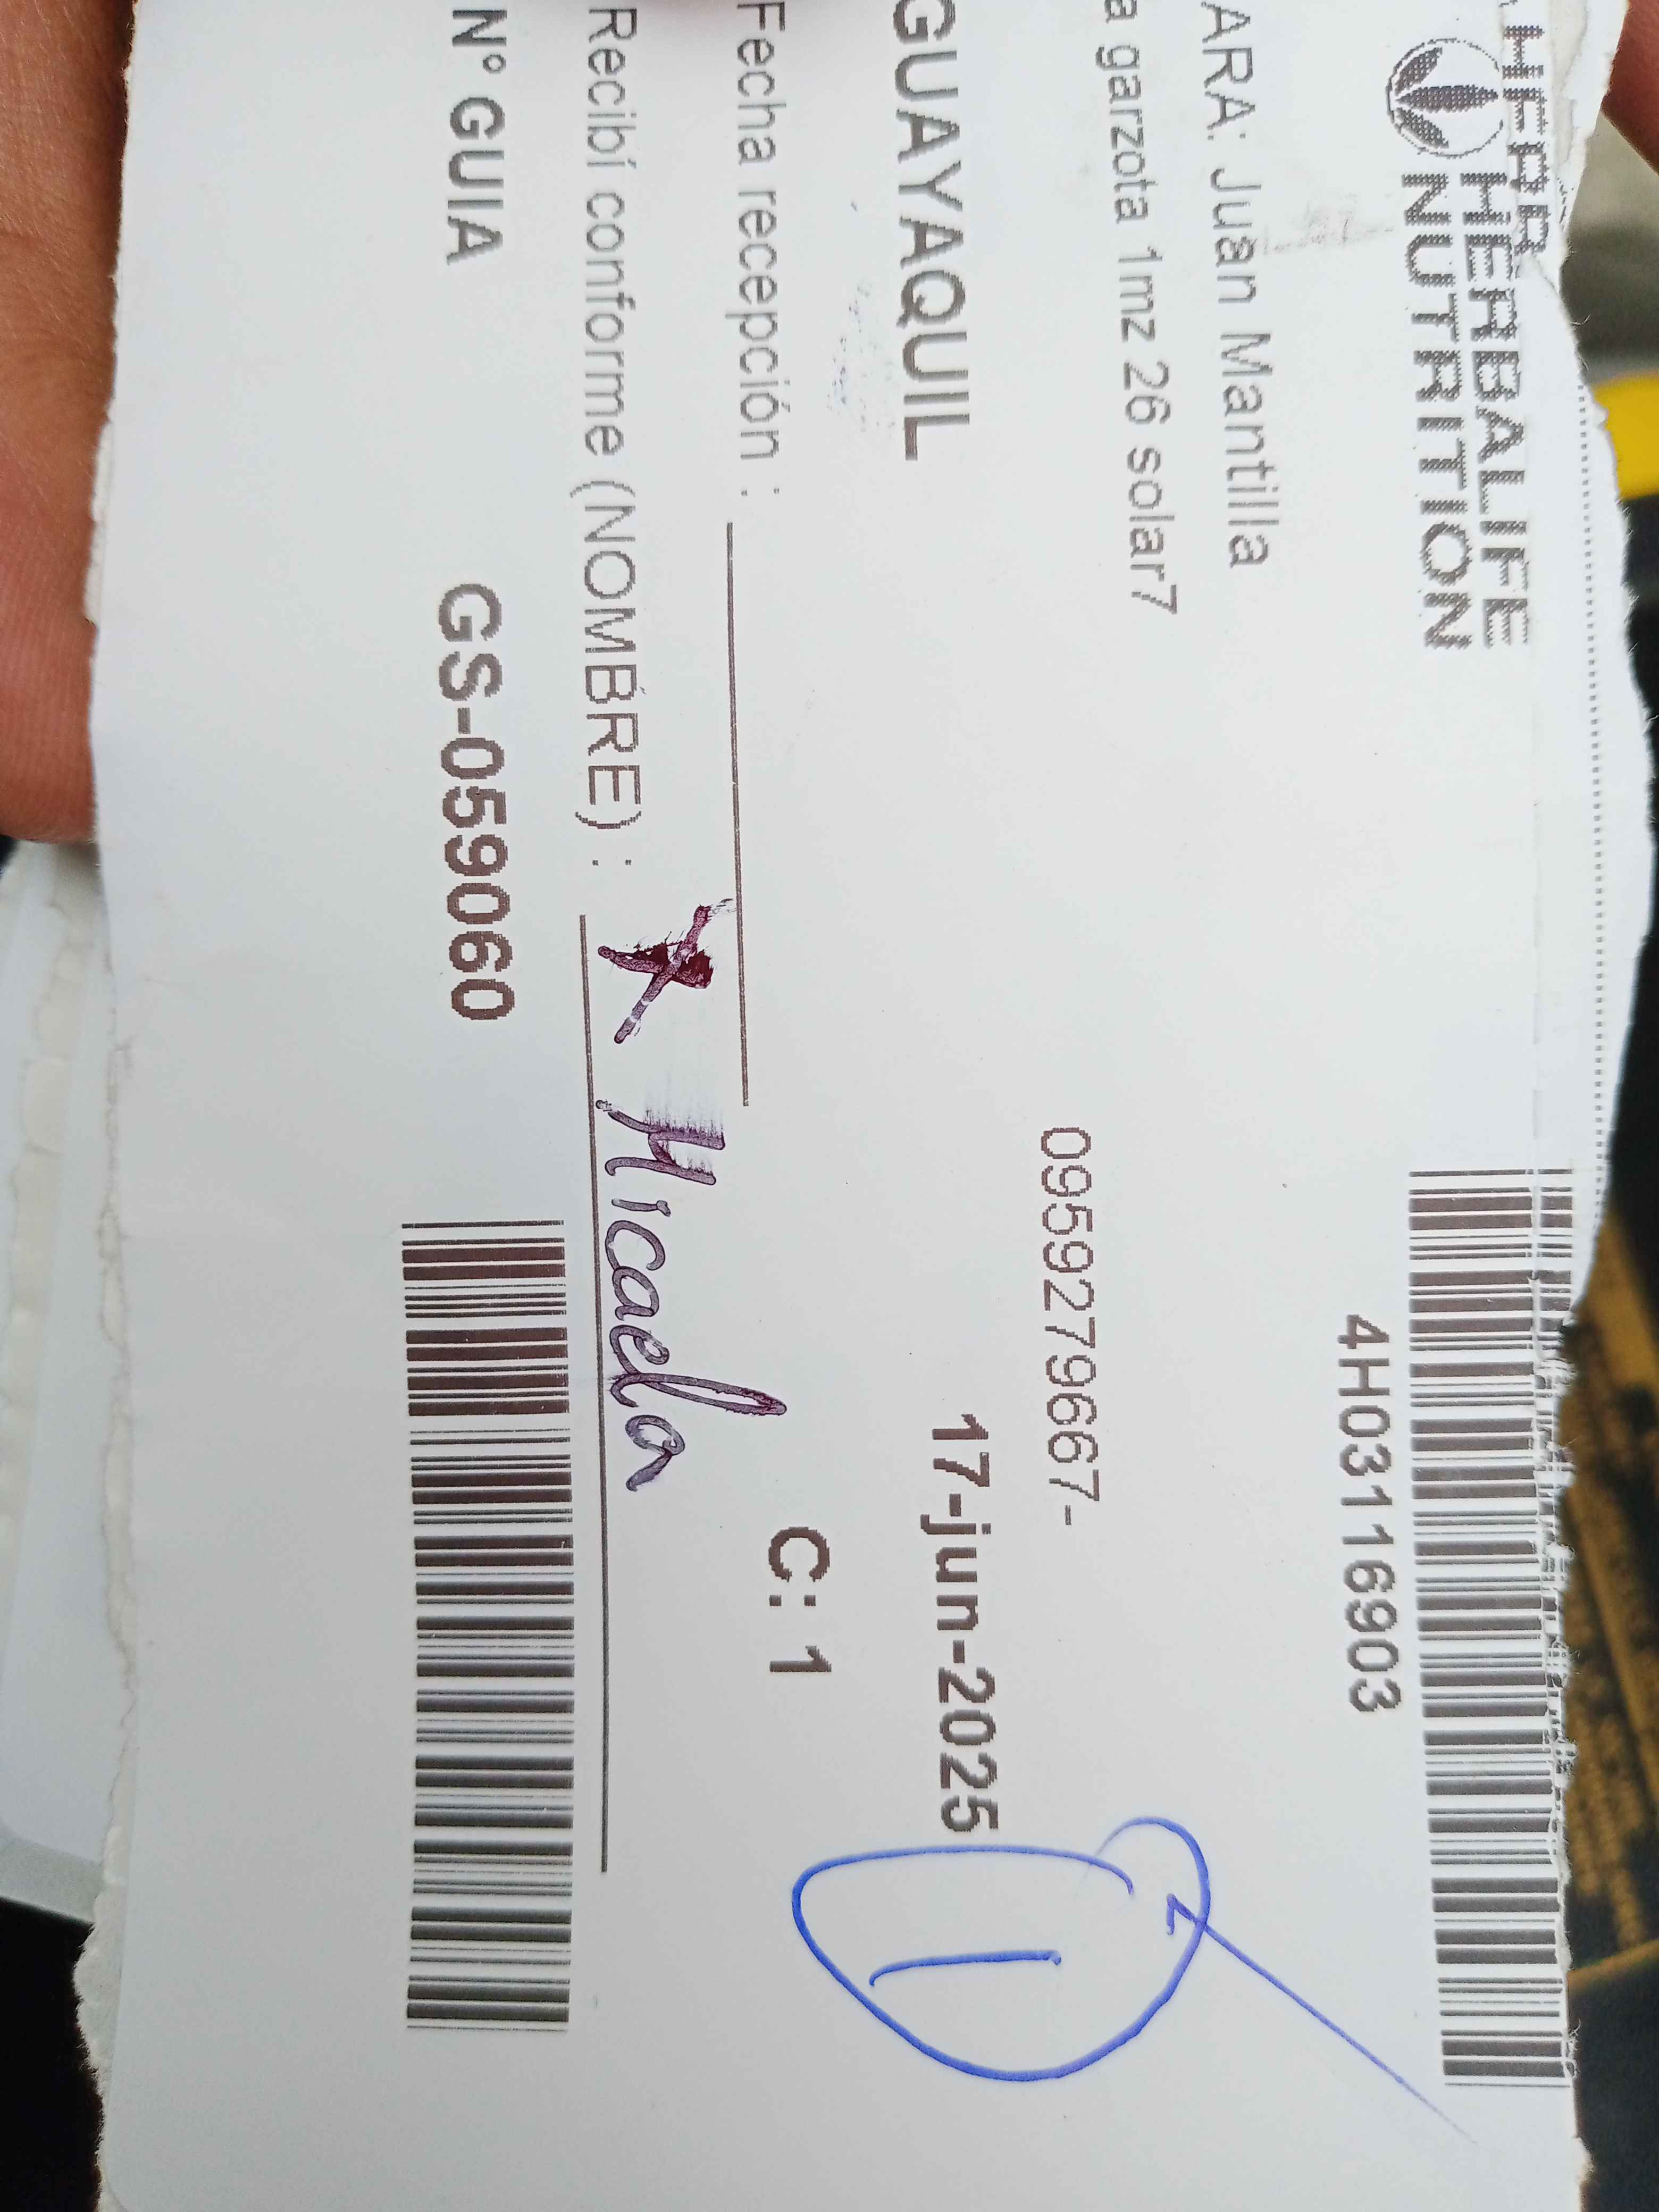 HERBALIFE
NUTRITION
4H03116903
ARA: Juan Mantilla
a garzota 1mz 26 solar7
0959279667-
GUAYAQUIL
17-jun-2025
1
Fecha recepción :
C: 1
Recibí conforme (NOMBRE) : X Micaela
N° GUIA GS-059060